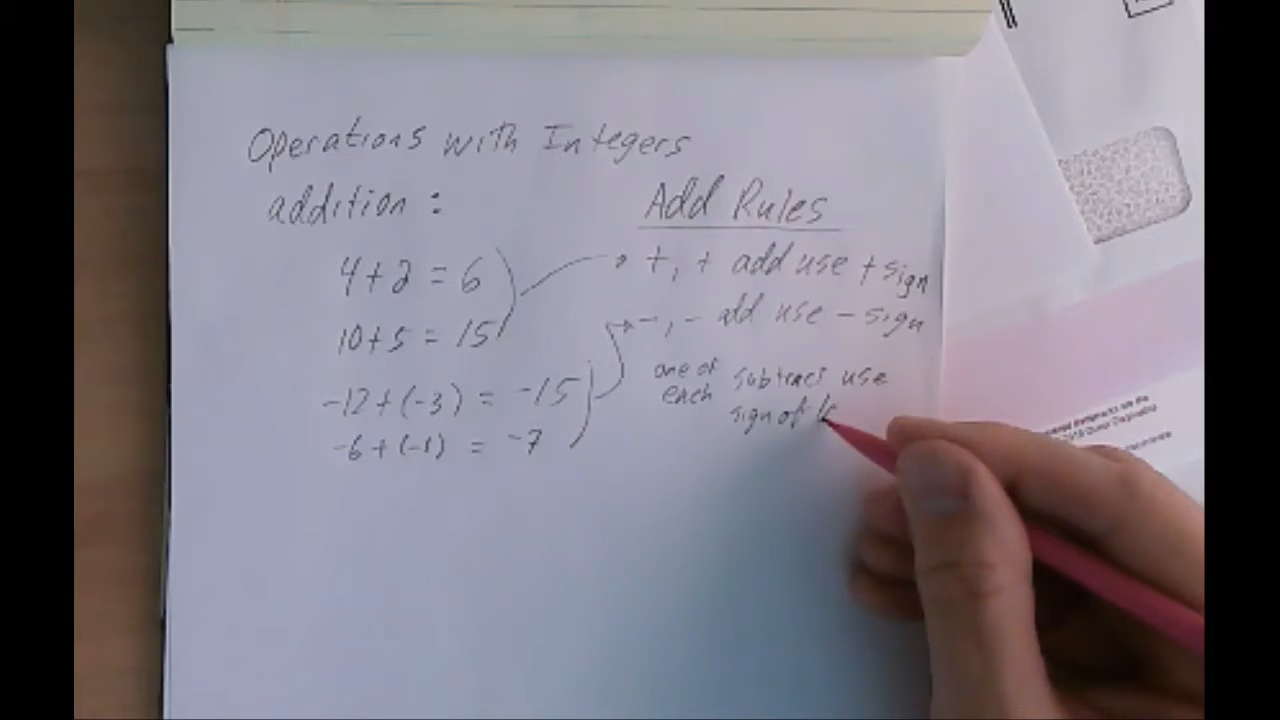 Operations with Integers
addition :
4+2 = 6
10+5 = 15
-12+(-3) = -15
-6+(-1) = -7
Add Rules
+, + add use + sign
-, - add use - sign
one of each subtract use
sign of